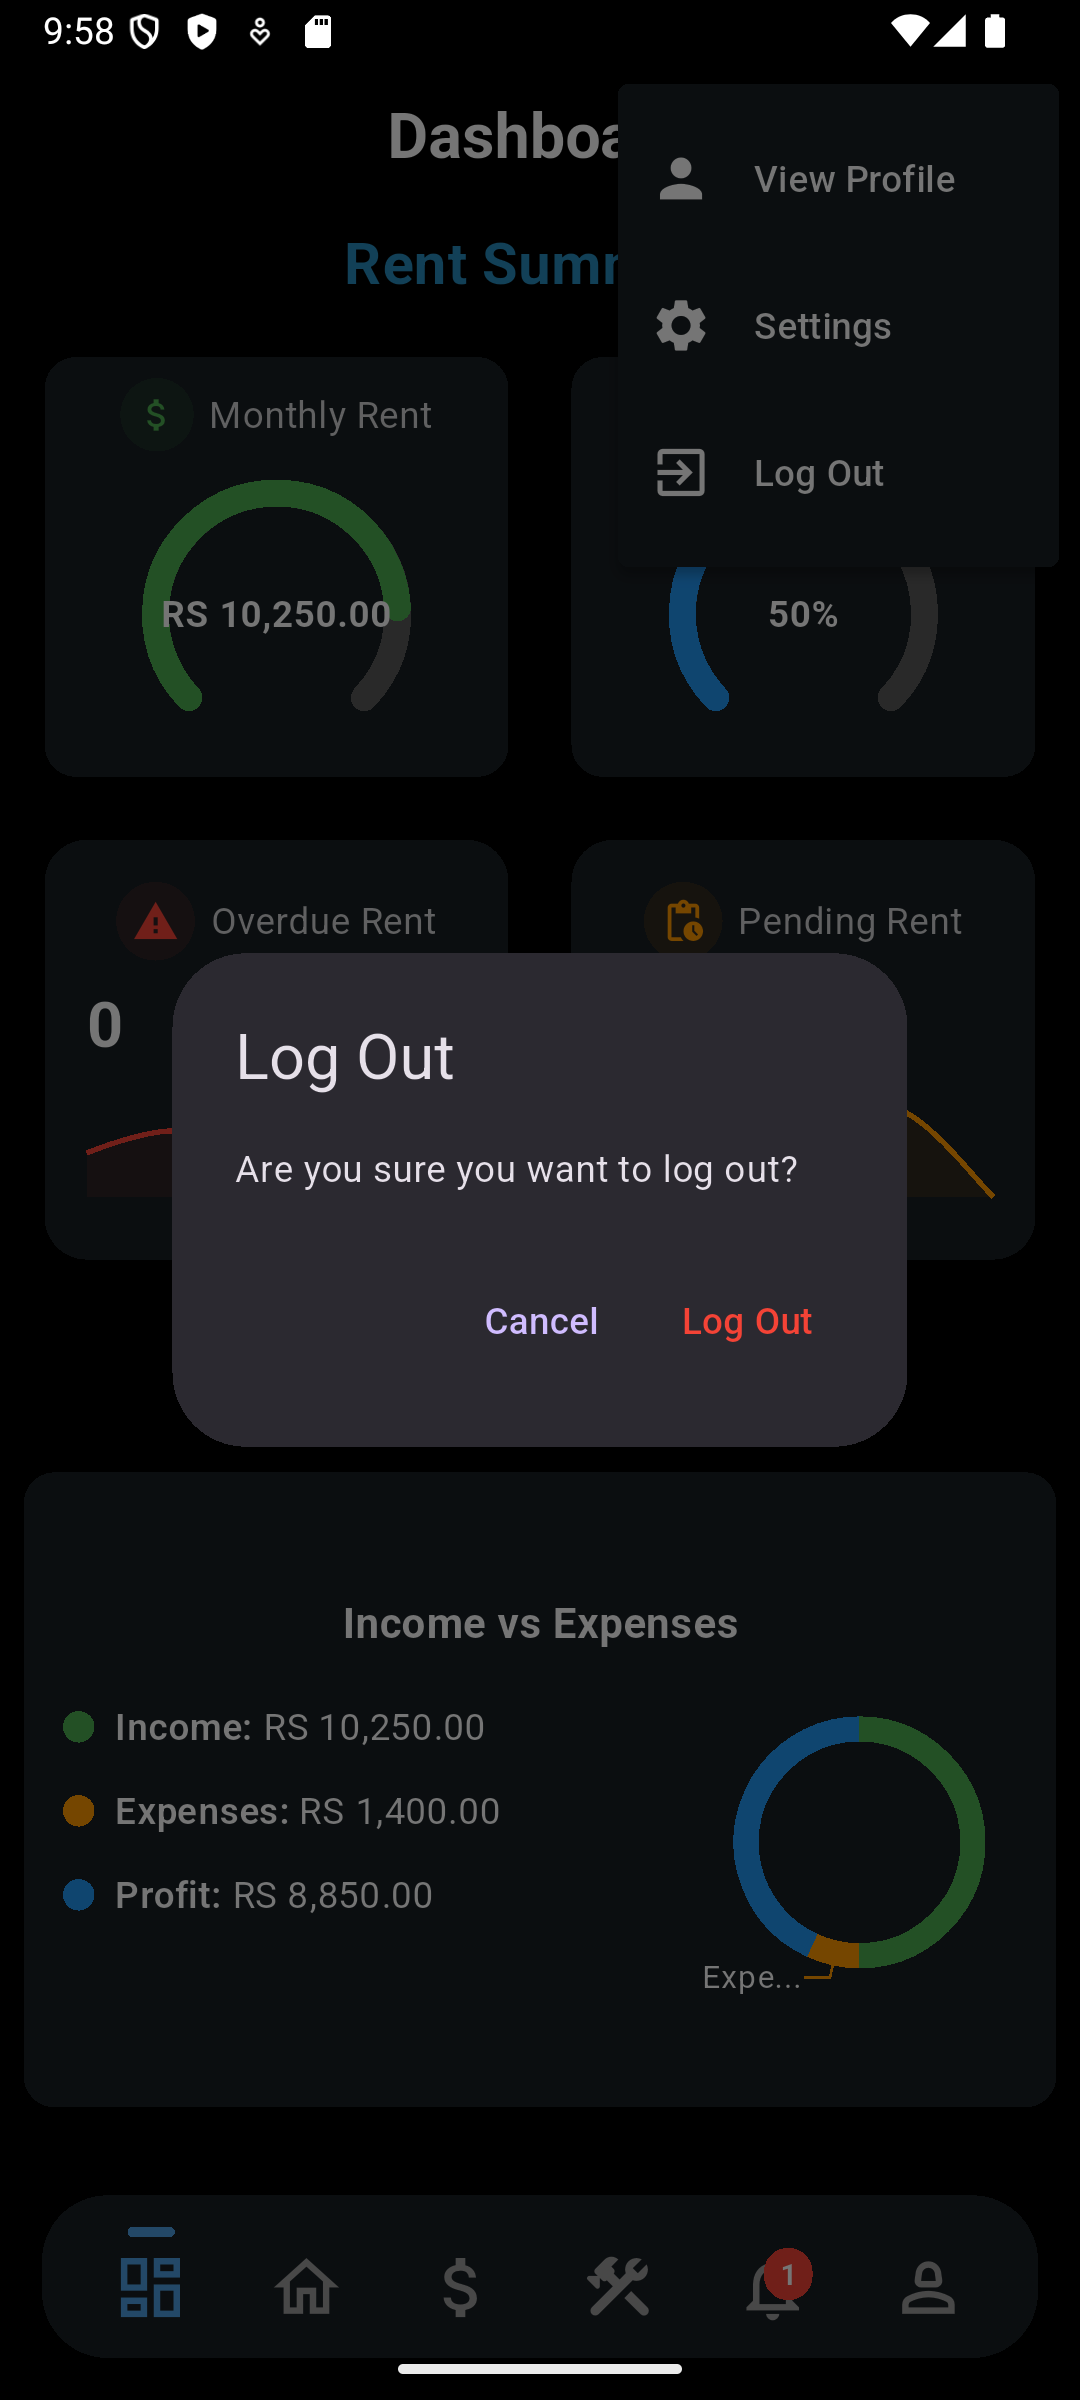 9:58
Dashboa
View Profile
Rent Summ
Settings
Monthly Rent
Log Out
RS 10,250.00
50%
Overdue Rent
Pending Rent
0
Log Out
Are you sure you want to log out?
Cancel
Log Out
Income vs Expenses
Income: RS 10,250.00
Expenses: RS 1,400.00
Profit: RS 8,850.00
Expe...
1